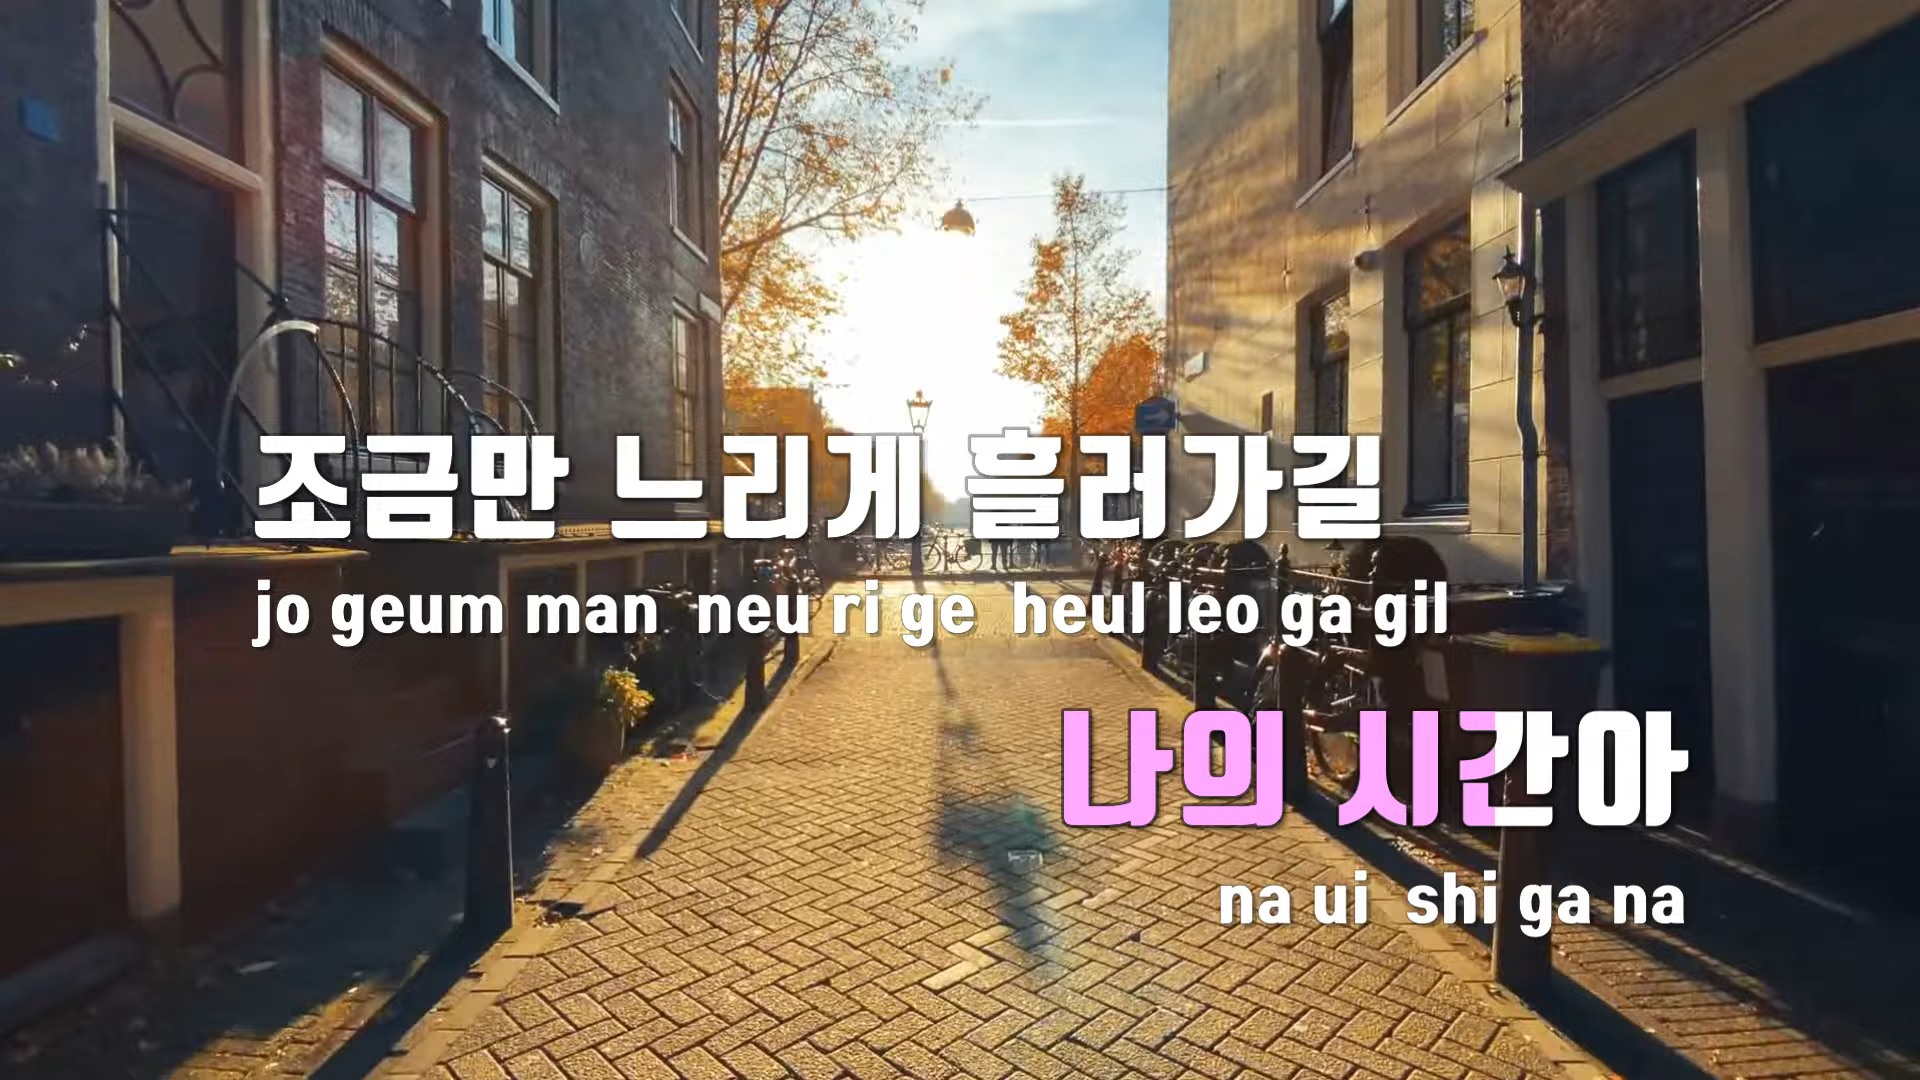 조금만 느리게 흘러가길
jo geum man neu ri ge heul leo ga gil
나의 시간아
na ui shi ga na